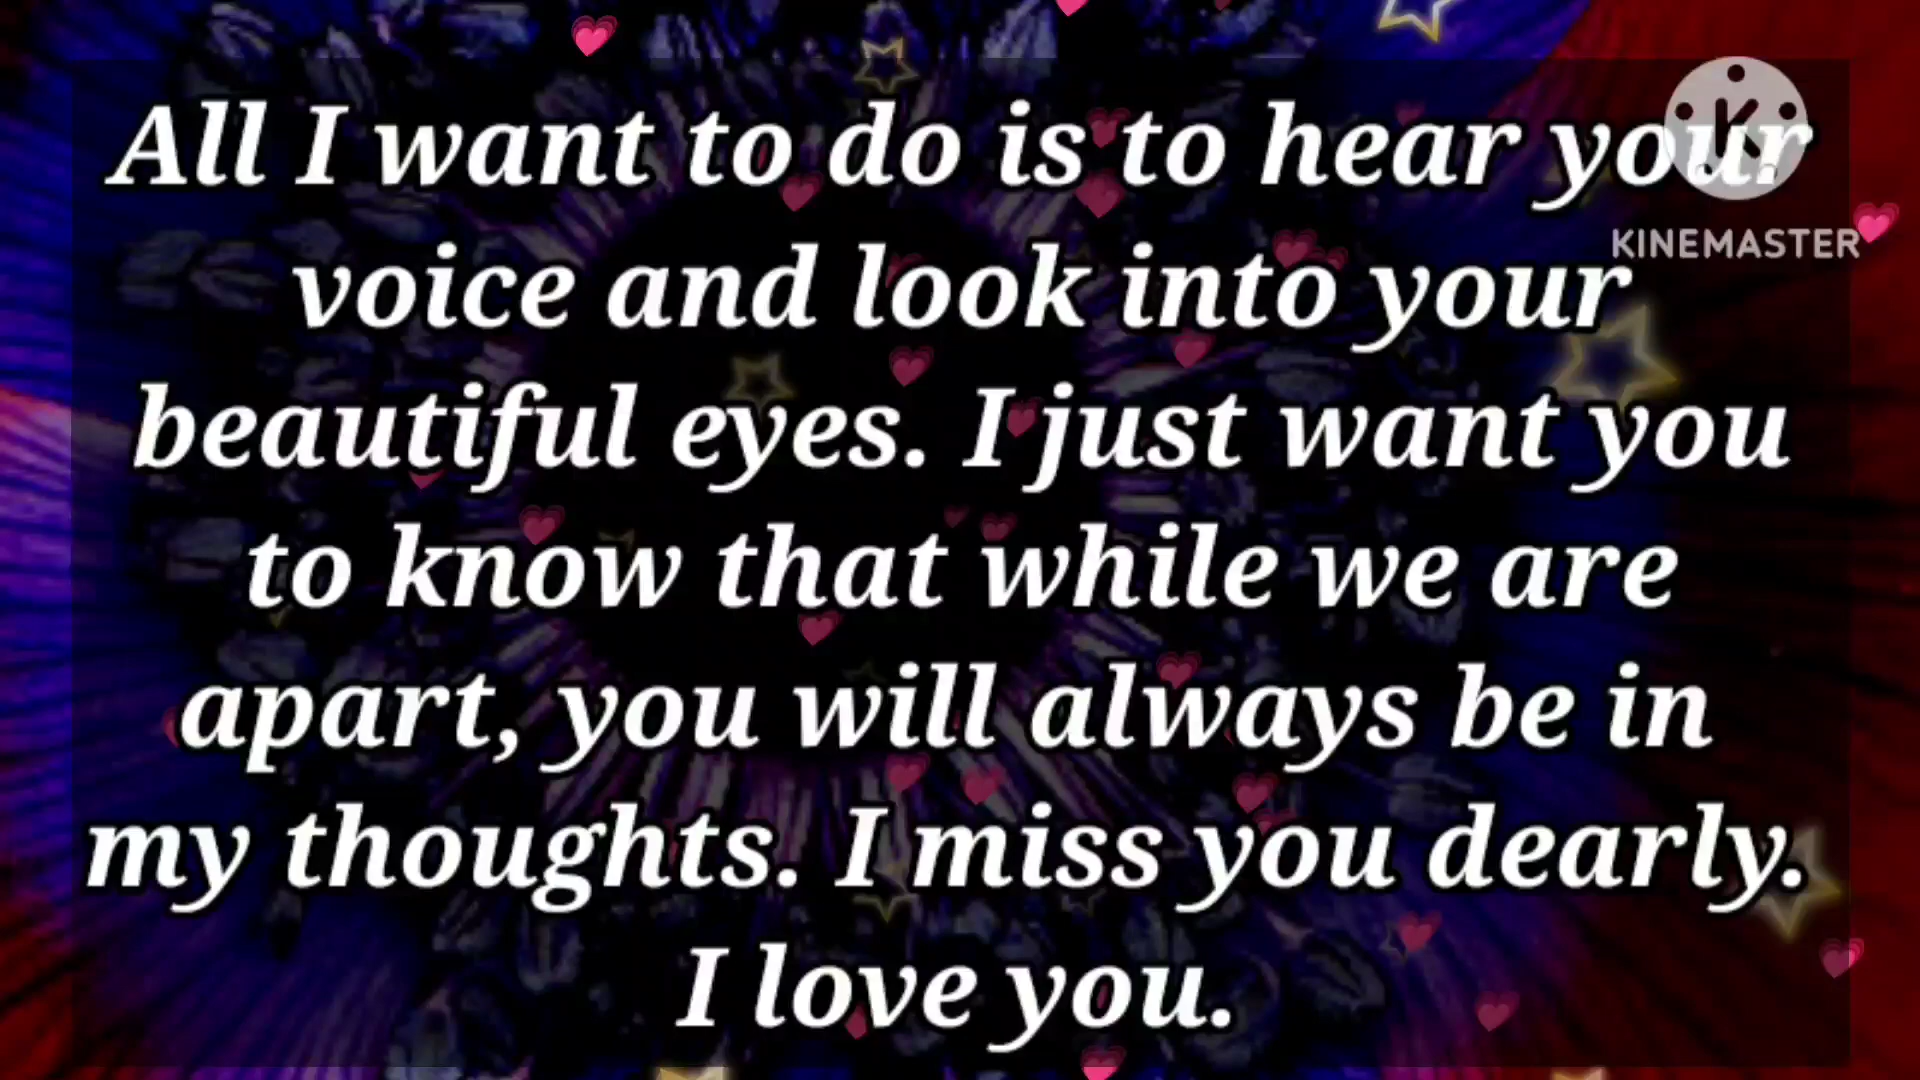 All I want to do is to hear your
voice and look into your
beautiful eyes. I just want you
to know that while we are
apart, you will always be in
my thoughts. I miss you dearly.
I love you.
K
KINEMASTER